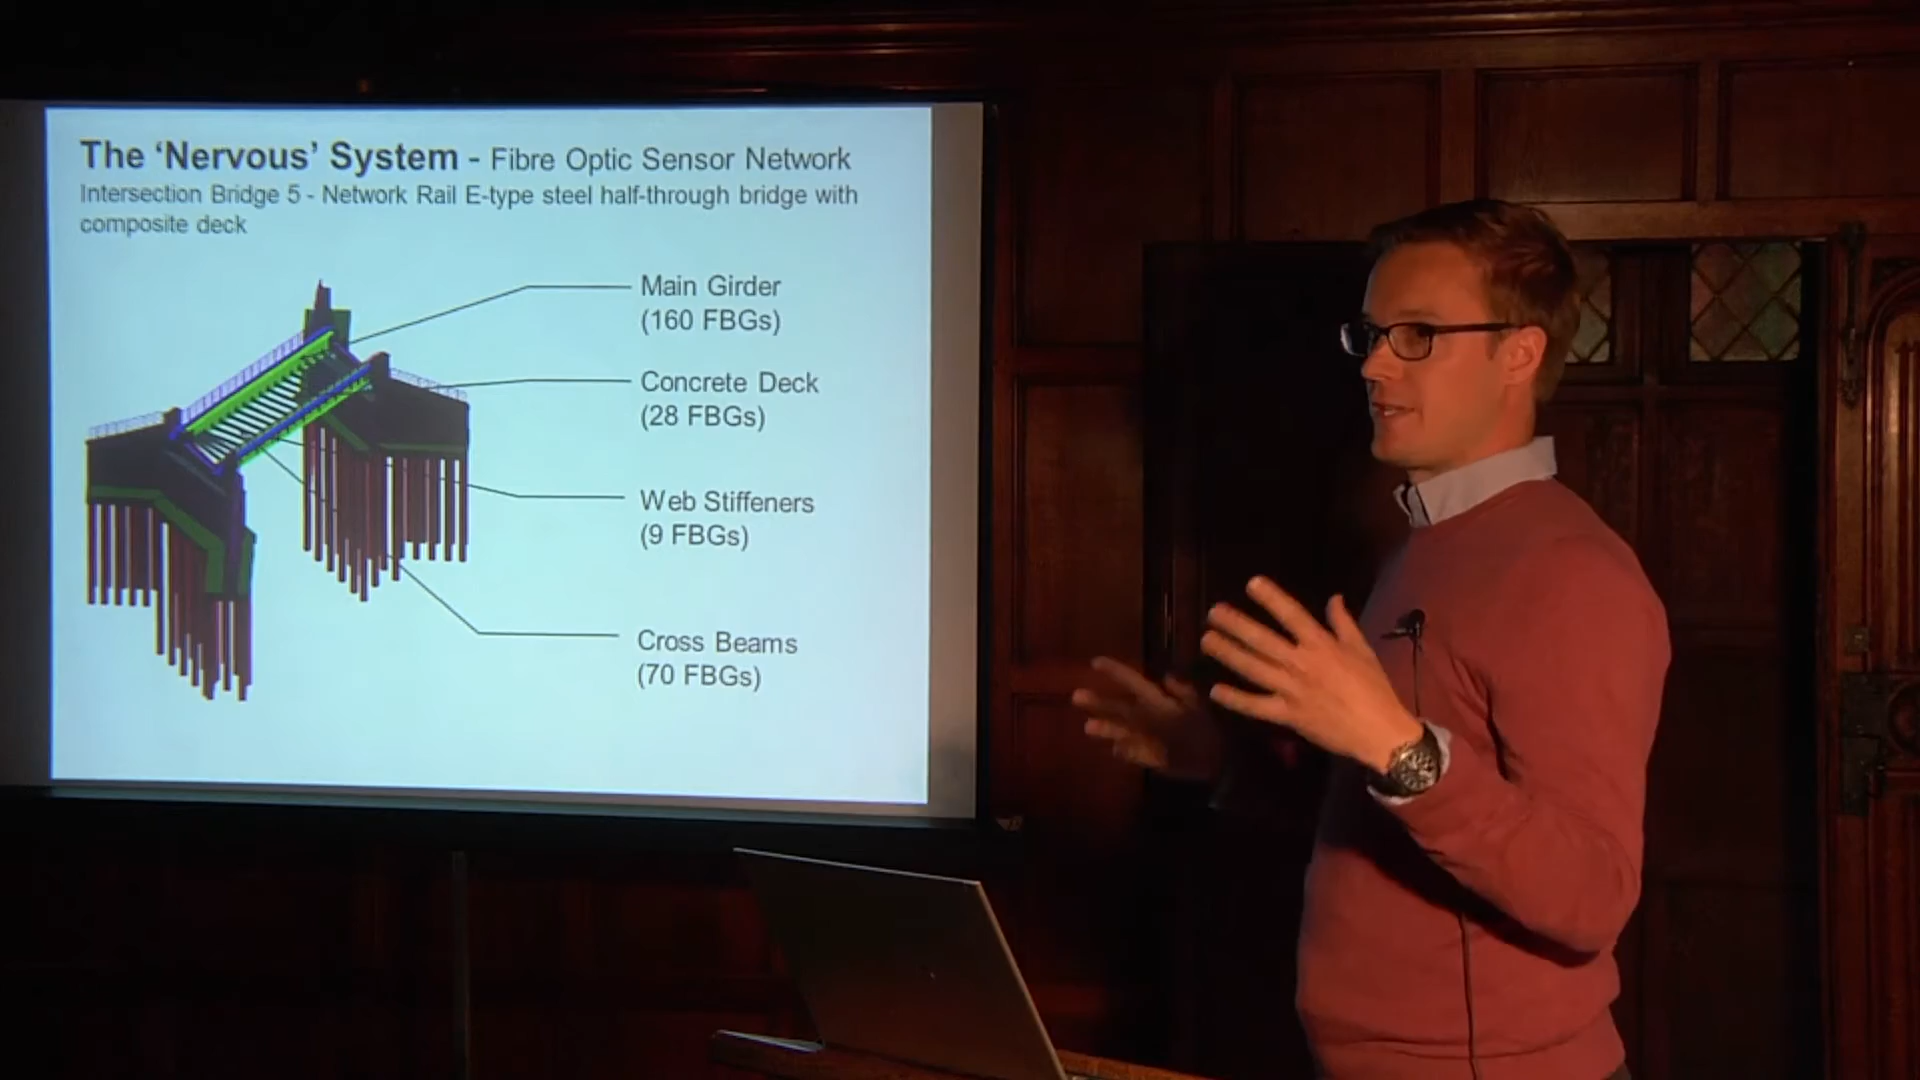 The ‘Nervous’ System - Fibre Optic Sensor Network
Intersection Bridge 5 - Network Rail E-type steel half-through bridge with
composite deck
Main Girder
(160 FBGs)
Concrete Deck
(28 FBGs)
Web Stiffeners
(9 FBGs)
Cross Beams
(70 FBGs)